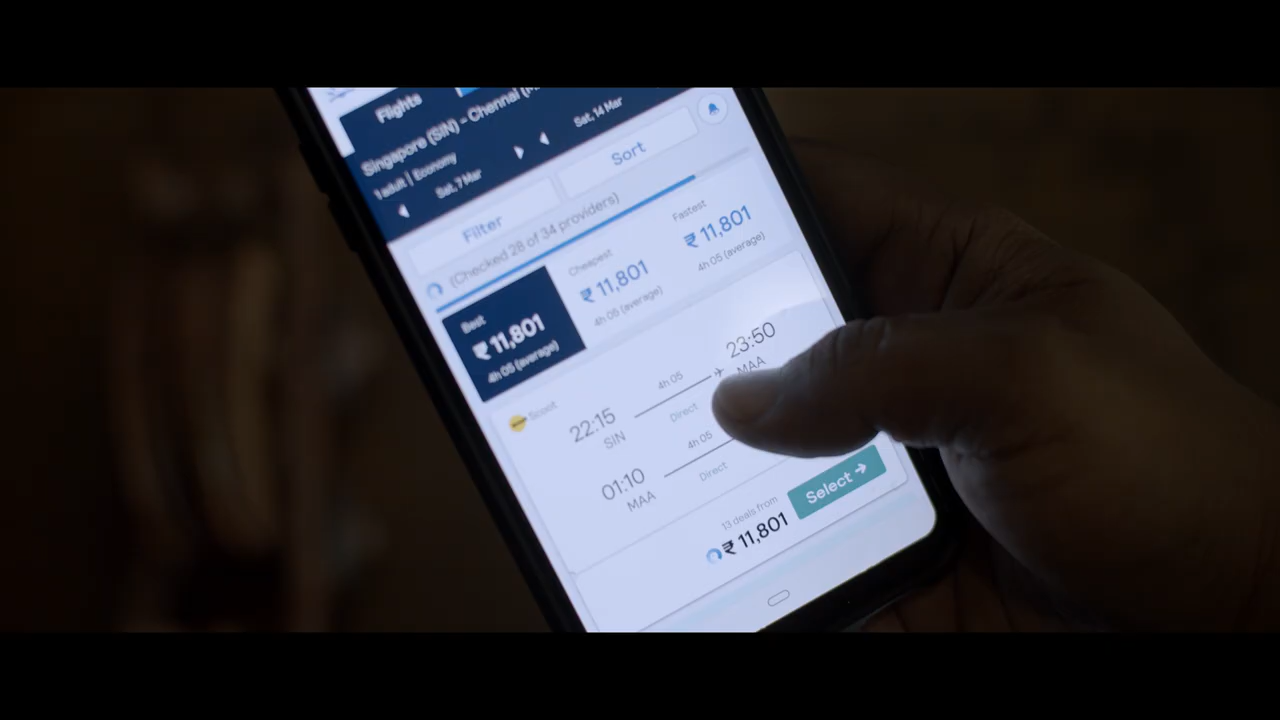 Flights
Singapore (SIN) - Chennai
1 adult | Economy
Sat, 7 Mar
Sat, 14 Mar
Filter
Sort
(Checked 28 of 34 providers)
Best
₹ 11,801
4h 05 (average)
Cheapest
₹ 11,801
4h 05 (average)
Fastest
₹ 11,801
4h 05 (average)
Scoot
22:15
SIN
4h 05
Direct
23:50
MAA
01:10
MAA
4h 05
Direct
13 deals from
₹ 11,801
Select →